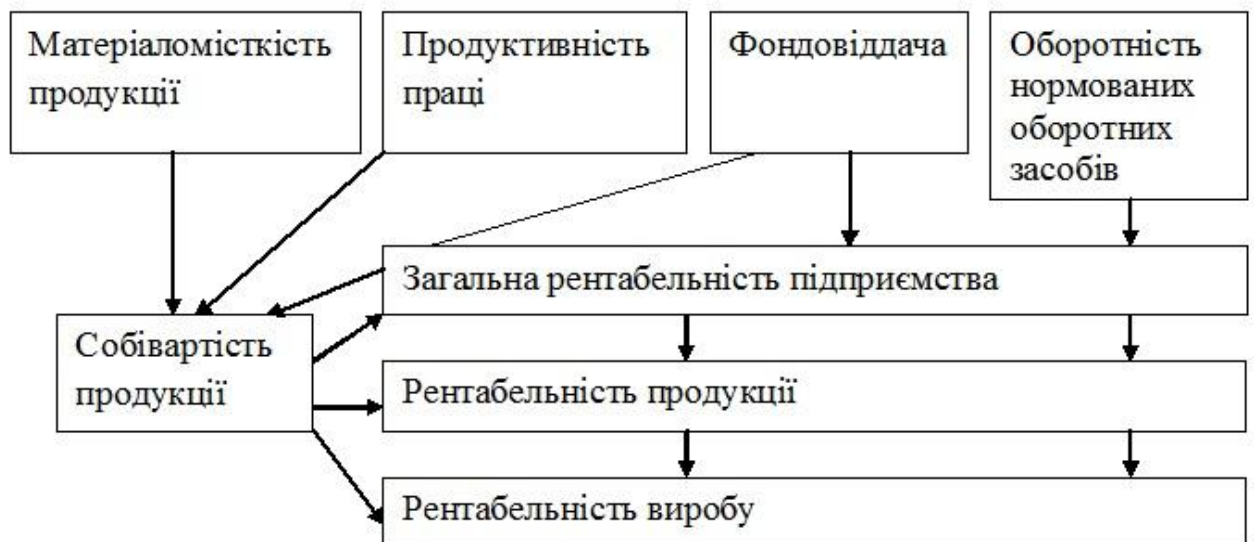 Матеріаломісткість
продукції
Продуктивність
праці
Фондовіддача
Оборотність
нормованих
оборотних
засобів
Загальна рентабельність підприємства
Собівартість
продукції
Рентабельність продукції
Рентабельність виробу